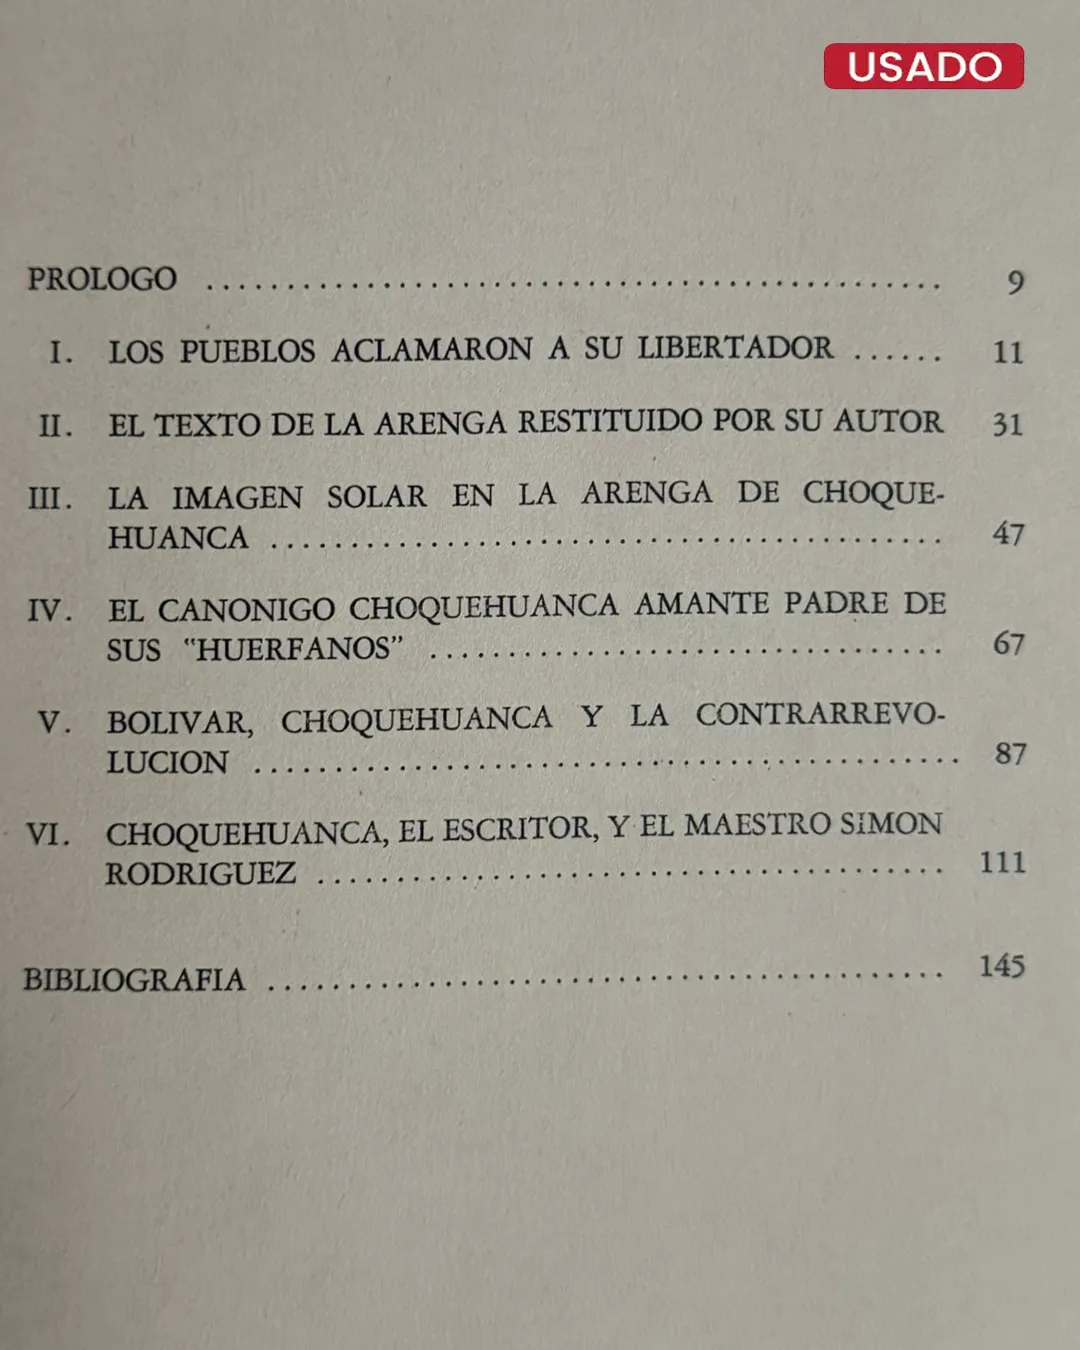 USADO
PROLOGO ........................................ 9
I. LOS PUEBLOS ACLAMARON A SU LIBERTADOR ...... 11
II. EL TEXTO DE LA ARENGA RESTITUIDO POR SU AUTOR 31
III. LA IMAGEN SOLAR EN LA ARENGA DE CHOQUE-
HUANCA ........................................ 47
IV. EL CANONIGO CHOQUEHUANCA AMANTE PADRE DE
SUS "HUERFANOS" ................................ 67
V. BOLIVAR, CHOQUEHUANCA Y LA CONTRARREVO-
LUCION ........................................ 87
VI. CHOQUEHUANCA, EL ESCRITOR, Y EL MAESTRO SIMON
RODRIGUEZ ...................................... 111
BIBLIOGRAFIA .................................... 145